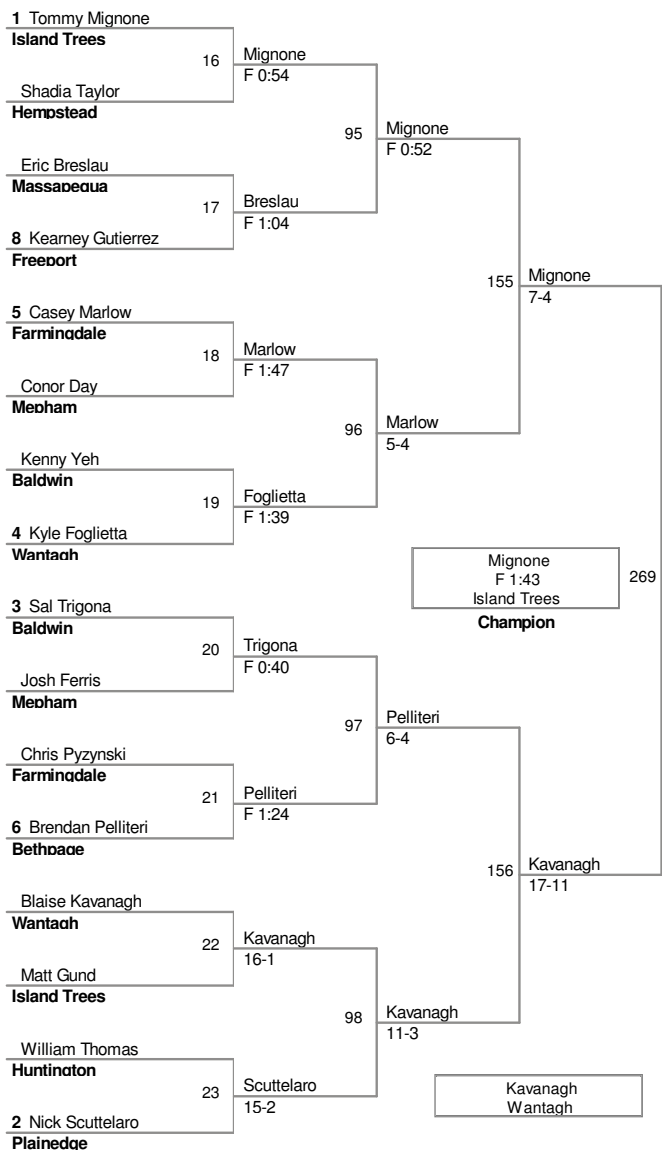 1 Tommy Mignone
Island Trees
16
Mignone
F 0:54
Shadia Taylor
Hempstead
95
Mignone
F 0:52
Eric Breslau
Massapequa
17
Breslau
F 1:04
8 Kearney Gutierrez
Freeport
155
Mignone
7-4
5 Casey Marlow
Farmingdale
18
Marlow
F 1:47
Conor Day
Mepham
96
Marlow
5-4
Kenny Yeh
Baldwin
19
Foglietta
F 1:39
4 Kyle Foglietta
Wantagh
Mignone
F 1:43
Island Trees
269
Champion
3 Sal Trigona
Baldwin
20
Trigona
F 0:40
Josh Ferris
Mepham
97
Pelliteri
6-4
Chris Pyzynski
Farmingdale
21
Pelliteri
F 1:24
6 Brendan Pelliteri
Bethpage
156
Kavanagh
17-11
Blaise Kavanagh
Wantagh
22
Kavanagh
16-1
Matt Gund
Island Trees
98
Kavanagh
11-3
William Thomas
Huntington
23
Scuttelaro
15-2
2 Nick Scuttelaro
Plainedge
Kavanagh
Wantagh